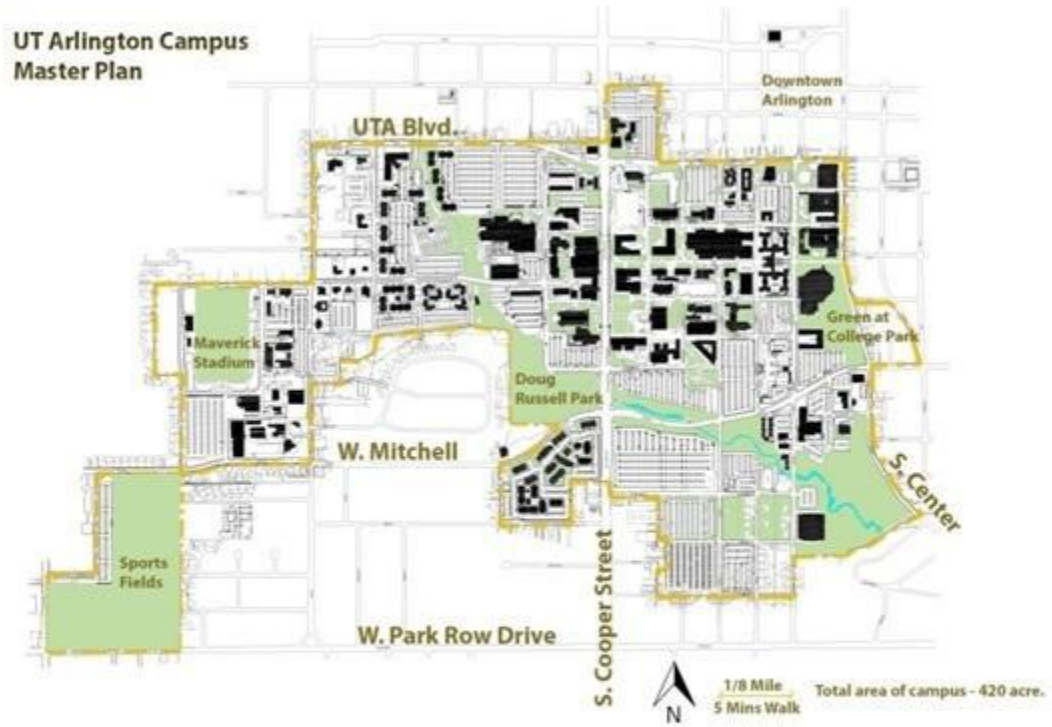 UT Arlington Campus
Master Plan
Downtown
Arlington
UTA Blvd.
Maverick
Stadium
Green at
College Park
Doug
Russell Park
W. Mitchell
S. Center
Sports
Fields
S. Cooper Street
W. Park Row Drive
N
1/8 Mile
5 Mins Walk
Total area of campus - 420 acre.